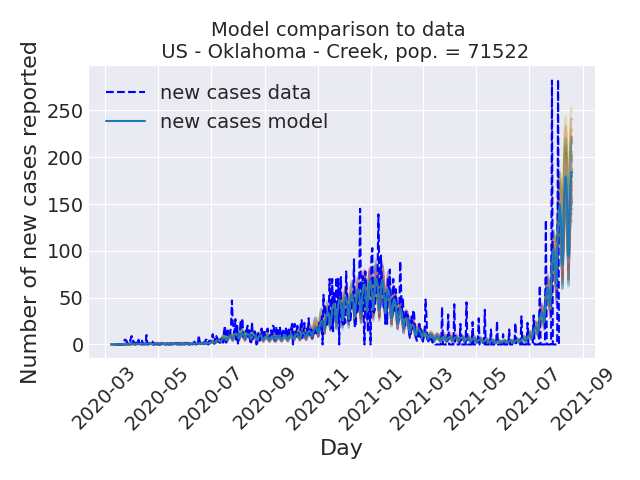 Model comparison to data
US - Oklahoma - Creek, pop. = 71522
Number of new cases reported
new cases data
new cases model
250
200
150
100
50
0
2020-03
2020-05
2020-07
2020-09
2020-11
2021-01
2021-03
2021-05
2021-07
2021-09
Day